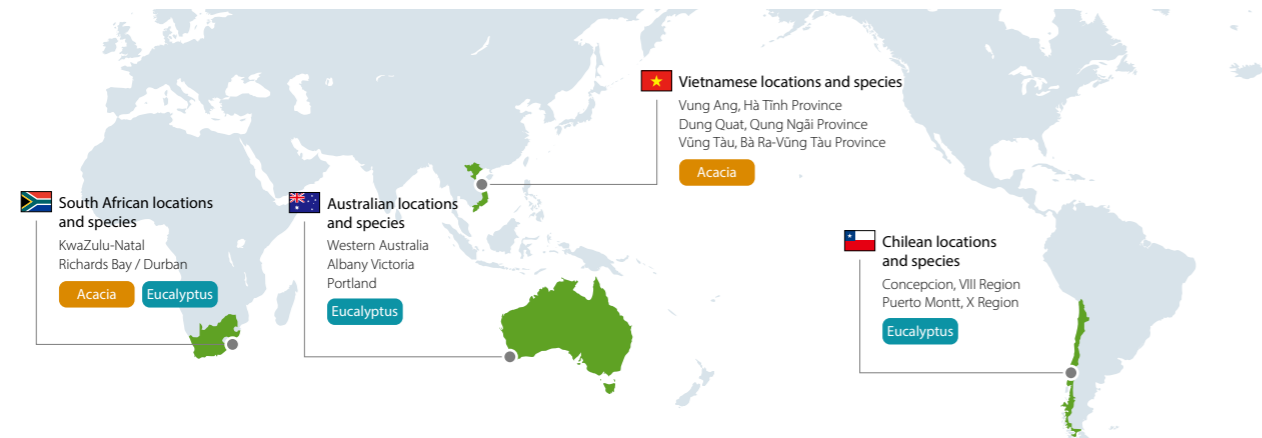 Vietnamese locations and species
Vung Ang, Hà Tĩnh Province
Dung Quat, Qung Ngãi Province
Vũng Tàu, Bà Ra-Vũng Tàu Province
Acacia
South African locations
and species
KwaZulu-Natal
Richards Bay / Durban
Acacia
Eucalyptus
Australian locations
and species
Western Australia
Albany Victoria
Portland
Eucalyptus
Chilean locations
and species
Concepcion, VIII Region
Puerto Montt, X Region
Eucalyptus